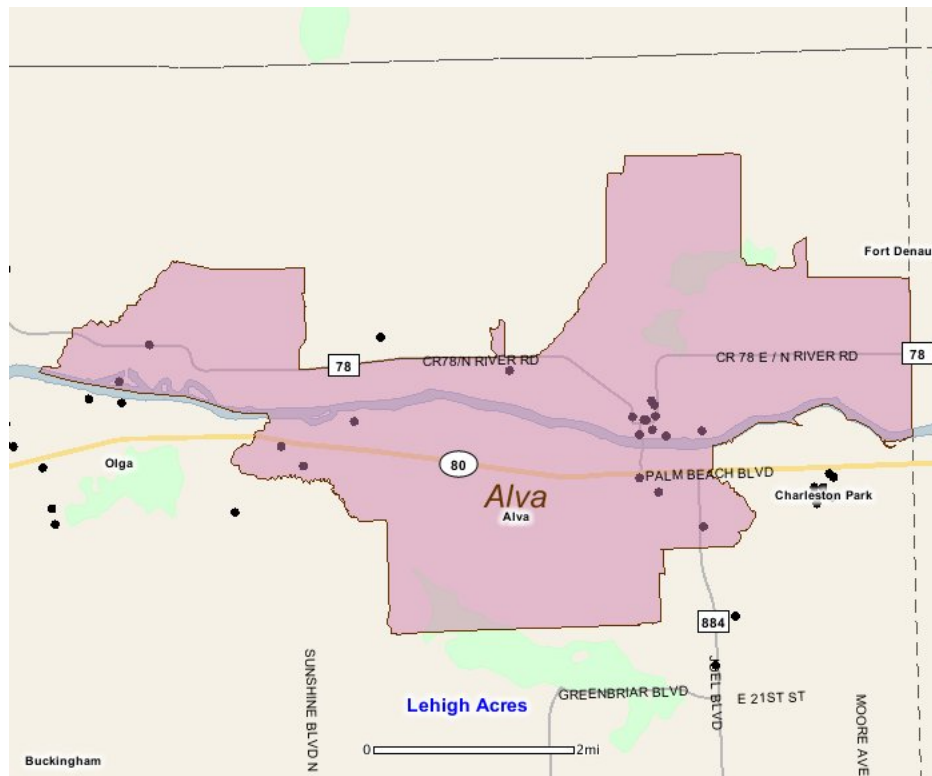 Fort Denau
78
CR78/N RIVER RD
CR 78 E / N RIVER RD
78
Olga
80
PALM BEACH BLVD
Alva
Charleston Park
Alva
884
SUNSHINE BLVD N
JOEL BLVD
GREENBRIAR BLVD
E 21ST ST
MOORE AVE
Lehigh Acres
0
2mi
Buckingham